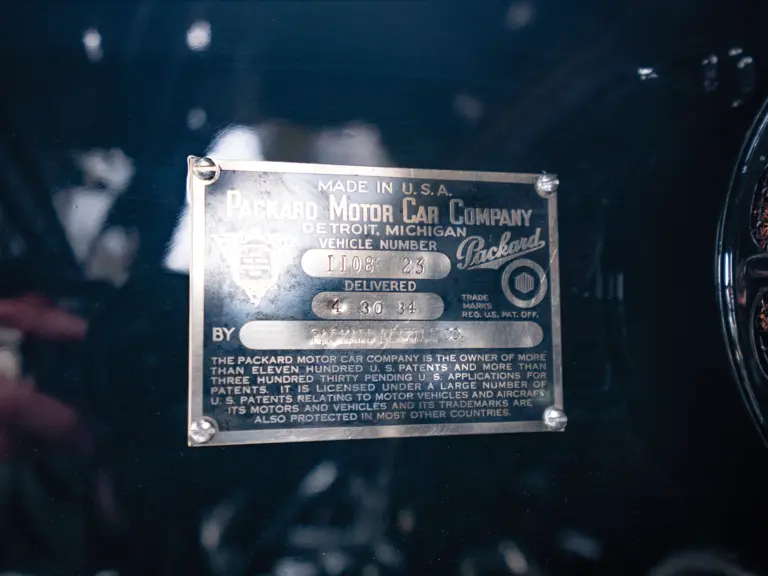 MADE IN U.S.A.
PACKARD MOTOR CAR COMPANY
DETROIT, MICHIGAN
VEHICLE NUMBER
1108 23
Packard
DELIVERED
4 30 34
TRADE
MARKS
REG. U.S. PAT. OFF.
BY CO.
THE PACKARD MOTOR CAR COMPANY IS THE OWNER OF MORE
THAN ELEVEN HUNDRED U.S. PATENTS AND MORE THAN
THREE HUNDRED THIRTY PENDING U.S. APPLICATIONS FOR
PATENTS. IT IS LICENSED UNDER A LARGE NUMBER OF
U.S. PATENTS RELATING TO MOTOR VEHICLES AND AIRCRAFT
ITS MOTORS AND VEHICLES AND ITS TRADEMARKS ARE
ALSO PROTECTED IN MOST OTHER COUNTRIES.